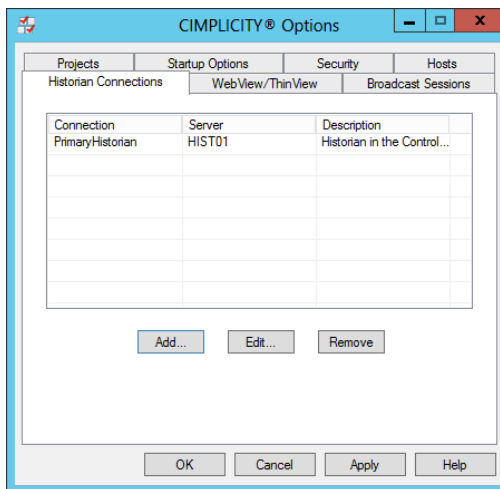 CIMPLICITY® Options
Projects Startup Options Security Hosts
Historian Connections WebView/ThinView Broadcast Sessions
Connection Server Description
PrimaryHistorian HIST01 Historian in the Control...
Add... Edit... Remove
OK Cancel Apply Help